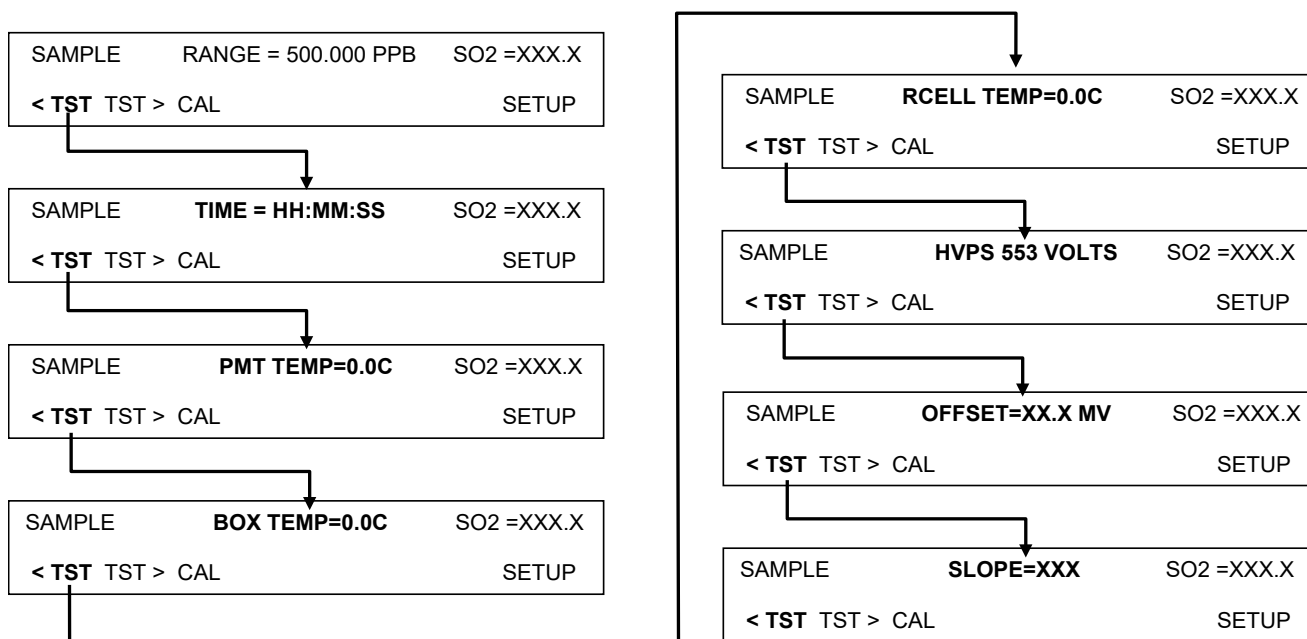 SAMPLE RANGE = 500.000 PPB SO2 =XXX.X
< TST TST > CAL SETUP
SAMPLE TIME = HH:MM:SS SO2 =XXX.X
< TST TST > CAL SETUP
SAMPLE PMT TEMP=0.0C SO2 =XXX.X
< TST TST > CAL SETUP
SAMPLE BOX TEMP=0.0C SO2 =XXX.X
< TST TST > CAL SETUP
SAMPLE RCELL TEMP=0.0C SO2 =XXX.X
< TST TST > CAL SETUP
SAMPLE HVPS 553 VOLTS SO2 =XXX.X
< TST TST > CAL SETUP
SAMPLE OFFSET=XX.X MV SO2 =XXX.X
< TST TST > CAL SETUP
SAMPLE SLOPE=XXX SO2 =XXX.X
< TST TST > CAL SETUP